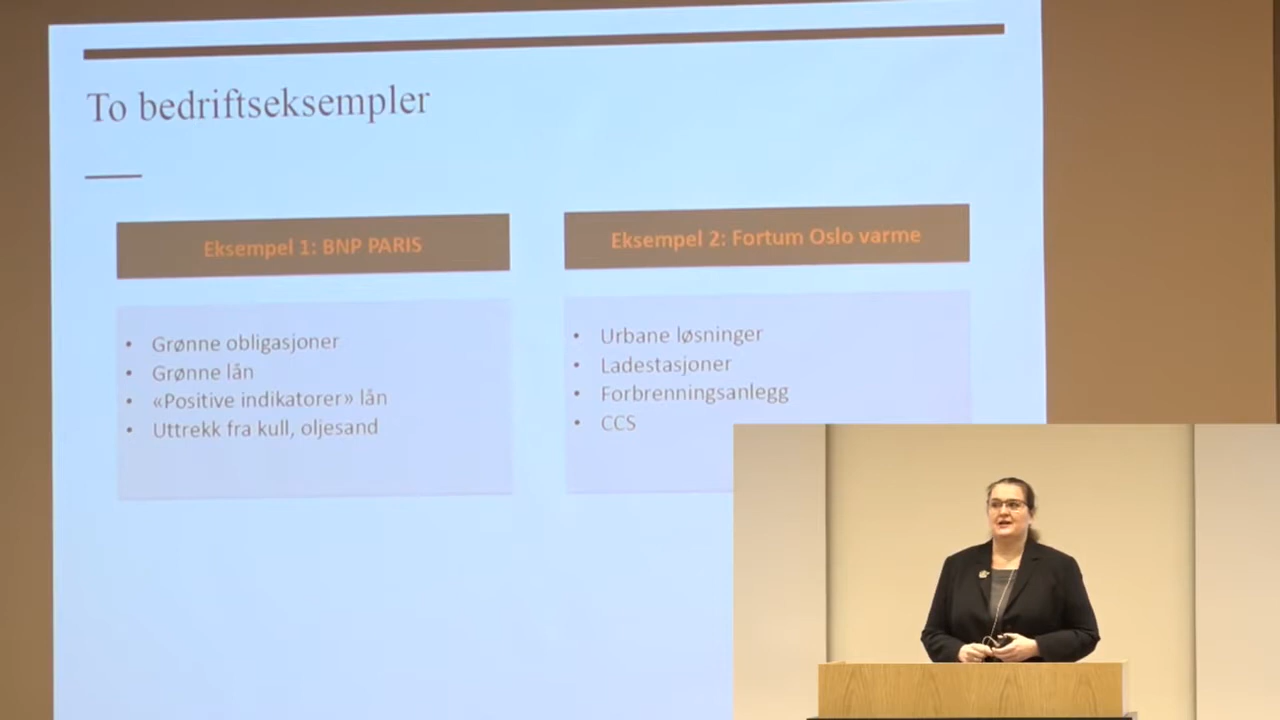 To bedriftseksempler
Eksempel 1: BNP PARIS
Grønne obligasjoner
Grønne lån
«Positive indikatorer» lån
Uttrekk fra kull, oljesand
Eksempel 2: Fortum Oslo varme
Urbane løsninger
Ladestasjoner
Forbrenningsanlegg
CCS